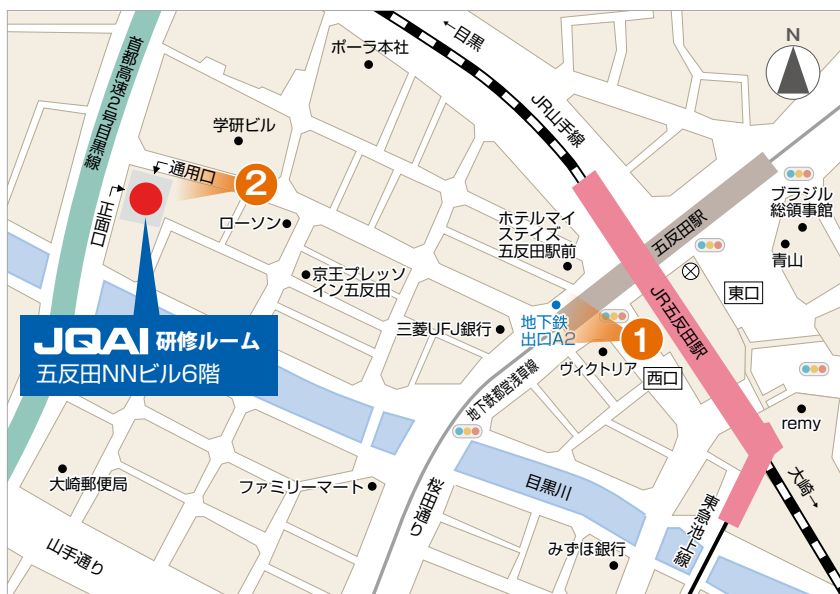 ←目黒
N
ポーラ本社
首都高速2号目黒線
JR山手線
学研ビル
通用口
2
正面口
ローソン
ホテルマイ
ステイズ
五反田駅前
五反田駅
ブラジル
総領事館
青山
京王プレッソ
イン五反田
東口
JR五反田駅
地下鉄
出口A2
1
三菱UFJ銀行
ヴィクトリア
西口
JQAI 研修ルーム
五反田NNビル6階
地下鉄都営浅草線
remy
大崎郵便局
ファミリーマート
桜田通り
目黒川
大崎→
東急池上線
山手通り
みずほ銀行